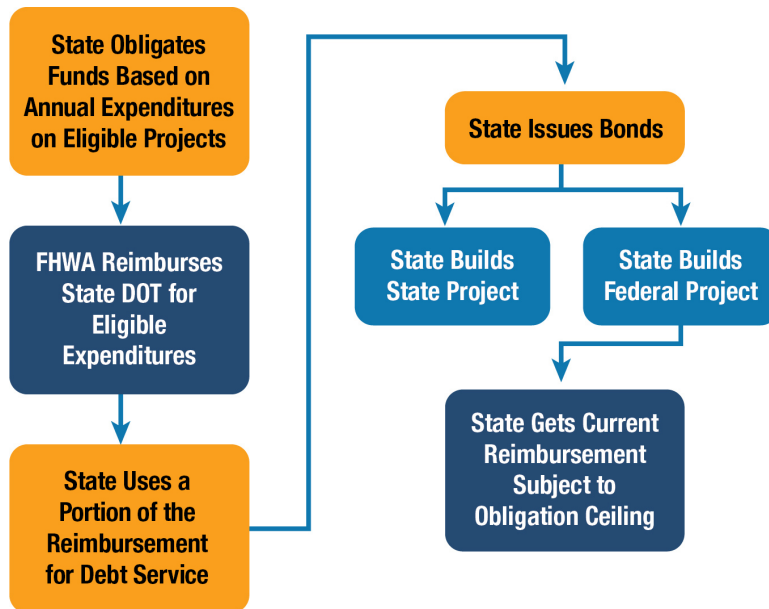 State Obligates
Funds Based on
Annual Expenditures
on Eligible Projects
FHWA Reimburses
State DOT for
Eligible
Expenditures
State Uses a
Portion of the
Reimbursement
for Debt Service
State Issues Bonds
State Builds
State Project
State Builds
Federal Project
State Gets Current
Reimbursement
Subject to
Obligation Ceiling